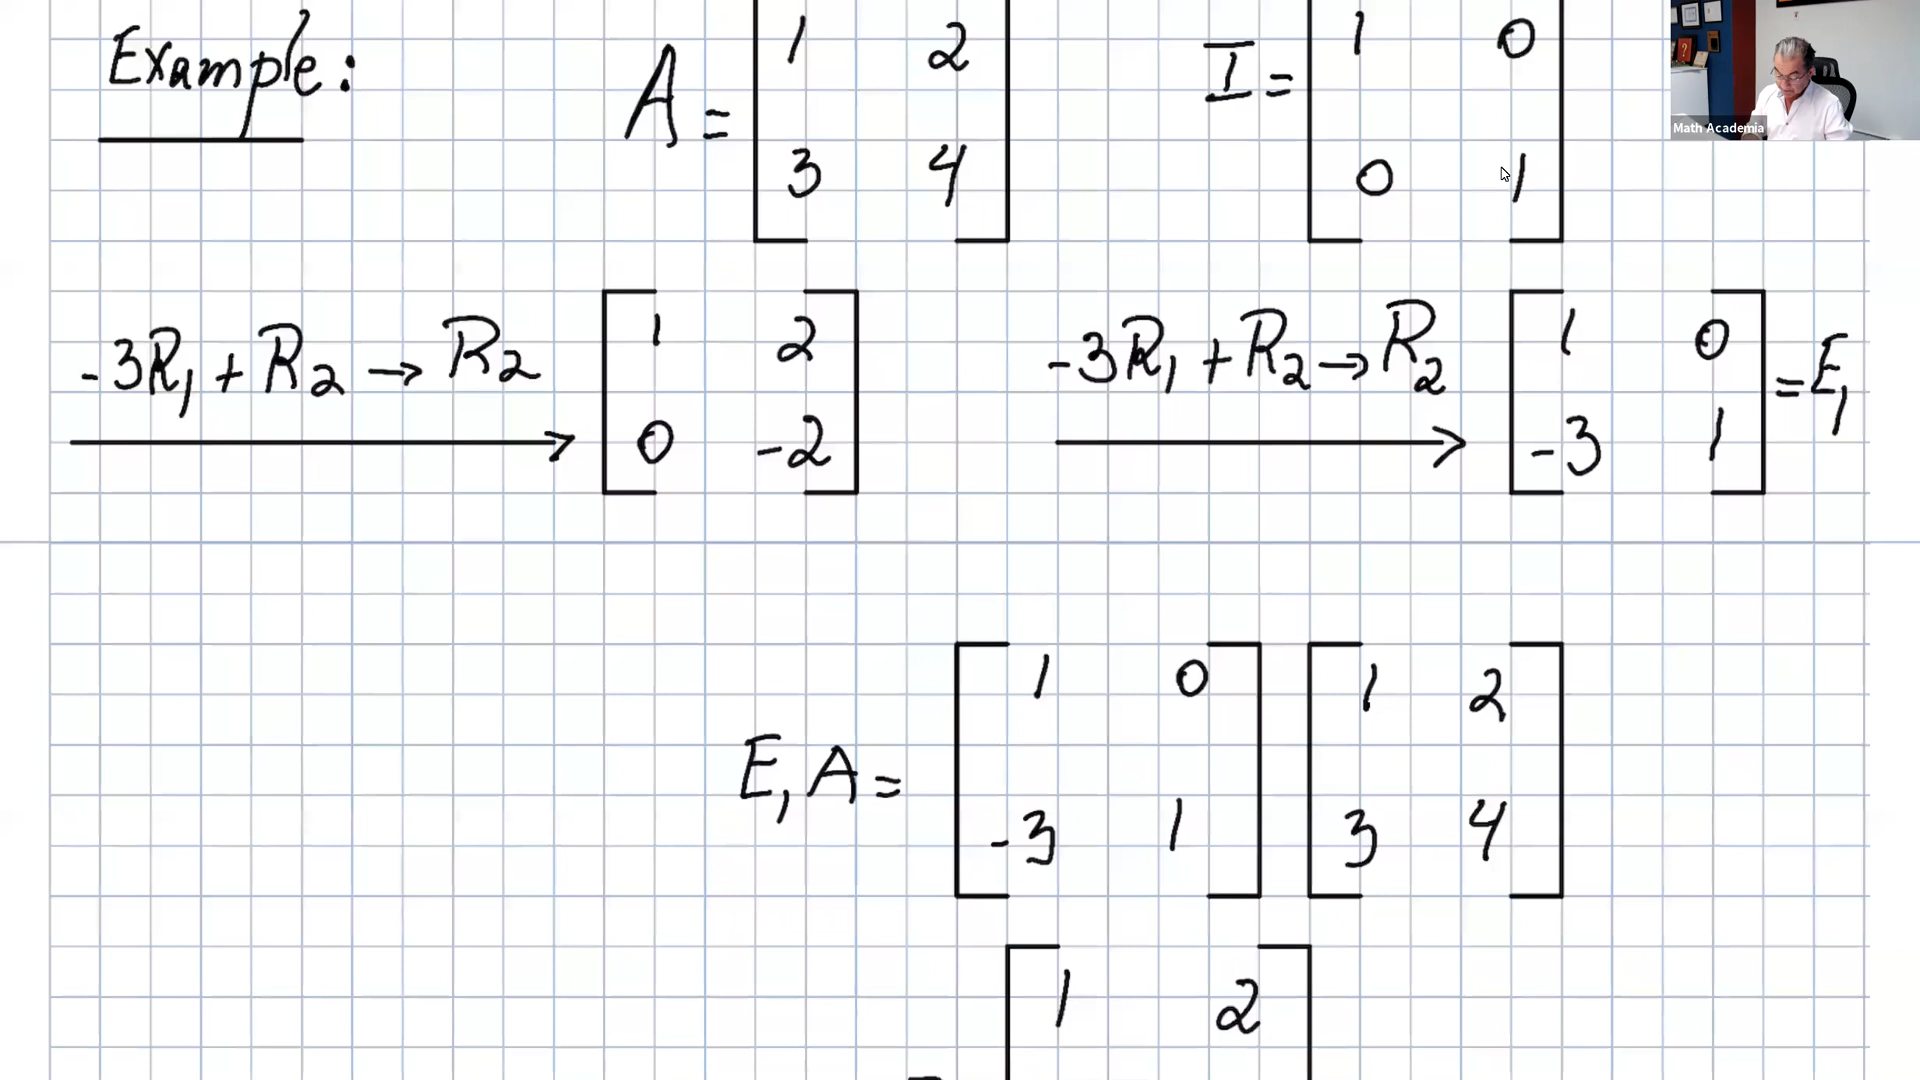 Example:
A = [1 2
3 4]
I = [1 0
0 1]
Math Academia
-3R₁ + R₂ → R₂ [1 2
0 -2]
-3R₁ + R₂ → R₂ [1 0
-3 1] = E₁
E₁A = [1 0
-3 1] [1 2
3 4]
[1 2